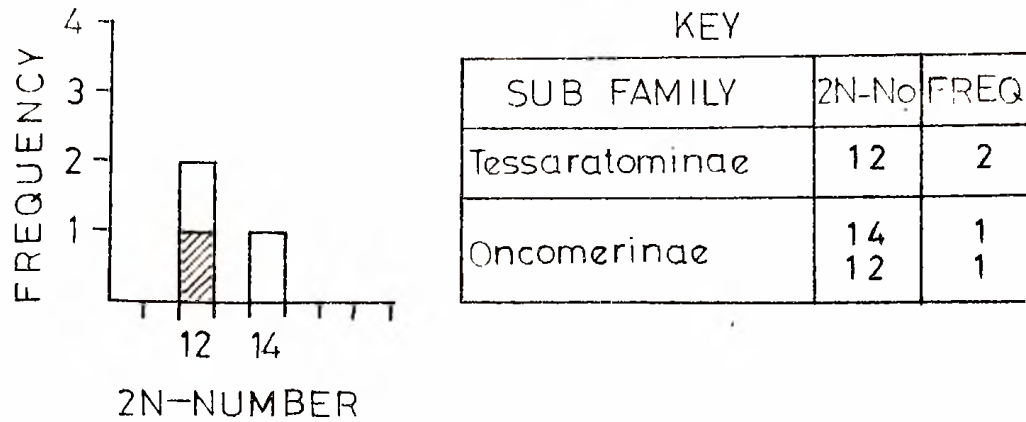 FREQUENCY
4
3
2
1
12 14
2N-NUMBER
KEY
SUB FAMILY 2N-No FREQ
Tessaratominae 12 2
Oncomerinae 14 1
12 1